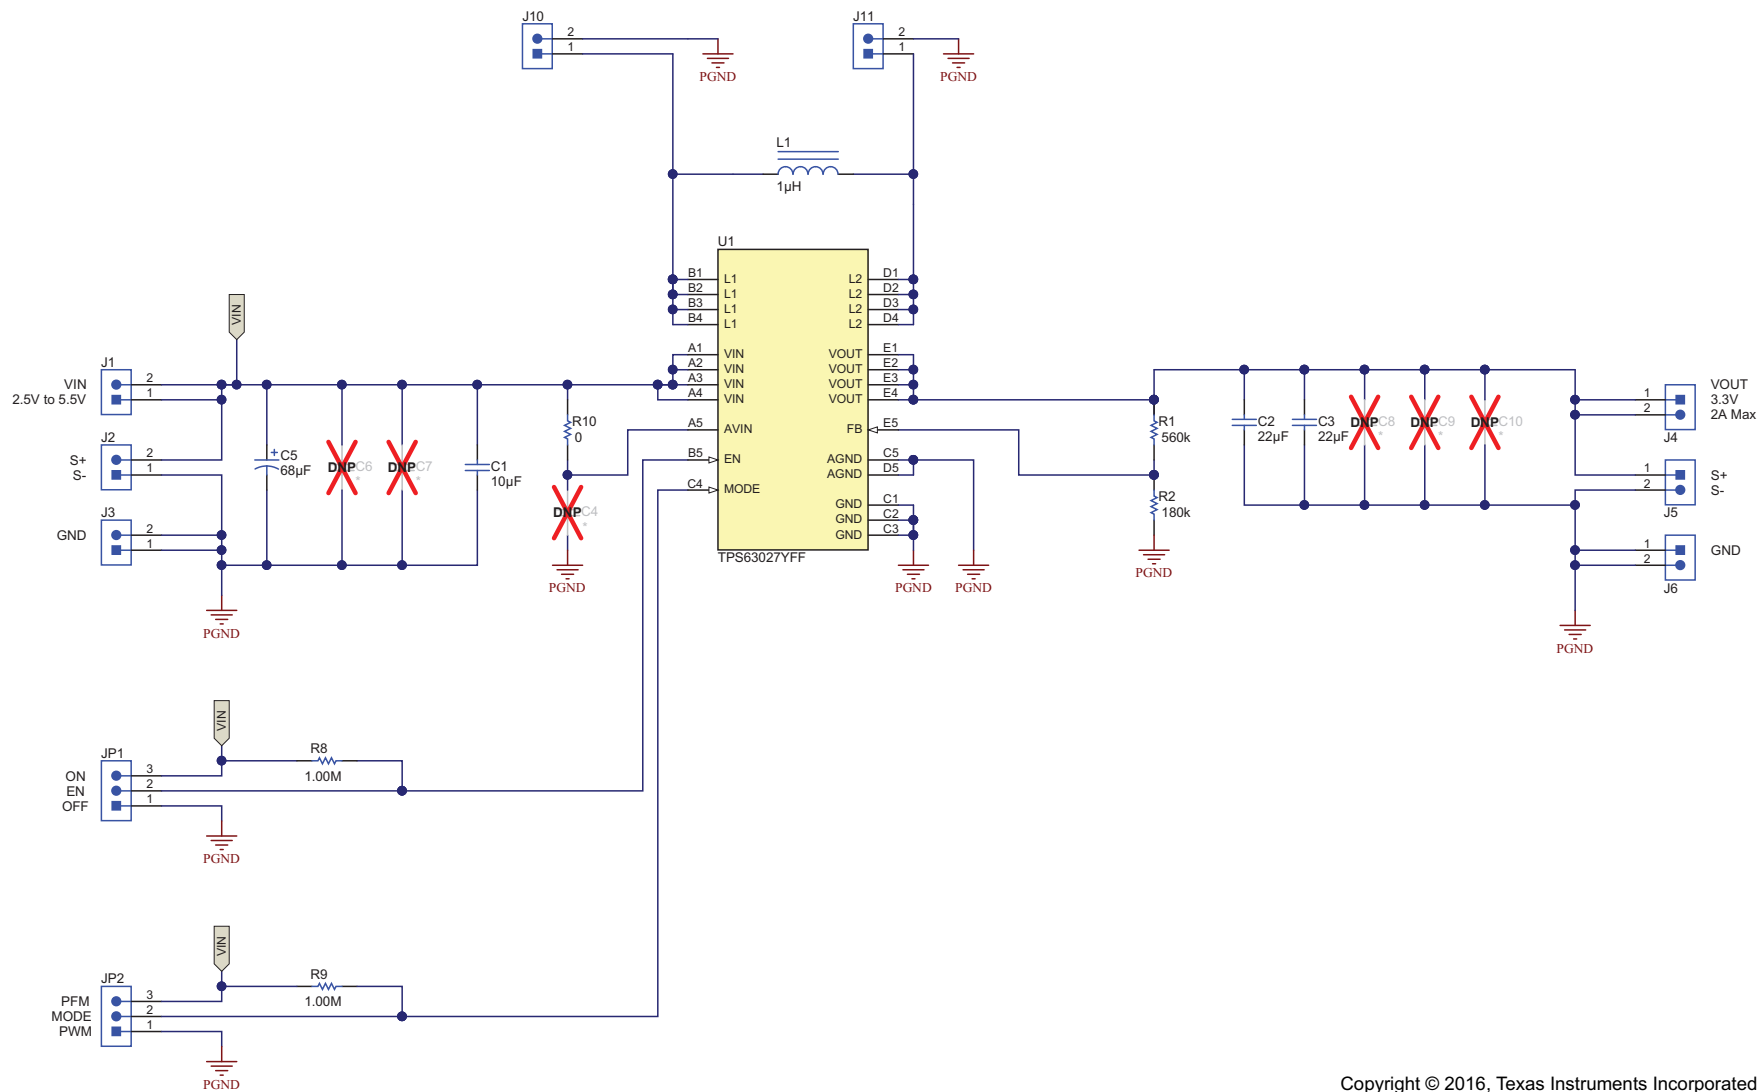 J10
2
1
PGND
J11
2
1
PGND
L1
1µH
U1
B1 L1 L2 D1
B2 L1 L2 D2
B3 L1 L2 D3
B4 L1 L2 D4
A1 VIN VOUT E1
A2 VIN VOUT E2
A3 VIN VOUT E3
A4 VIN VOUT E4
A5 AVIN FB E5
B5 EN AGND C5
AGND D5
C4 MODE
GND C1
GND C2
GND C3
TPS63027YFF
PGND
PGND
VIN
J1
VIN 2
2.5V to 5.5V 1
J2
S+ 2
S- 1
J3
GND 2
1
PGND
+
C5
68µF
DNP C6
*
DNP C7
*
C1
10µF
R10
0
DNP C4
*
PGND
R1
560k
R2
180k
PGND
C2
22µF
C3
22µF
DNP C8
*
DNP C9
*
DNP C10
*
VOUT
1 3.3V
2 2A Max
J4
1 S+
2 S-
J5
1 GND
2
J6
PGND
VIN
JP1
ON 3
EN 2
OFF 1
R8
1.00M
PGND
VIN
JP2
PFM 3
MODE 2
PWM 1
R9
1.00M
PGND
Copyright © 2016, Texas Instruments Incorporated